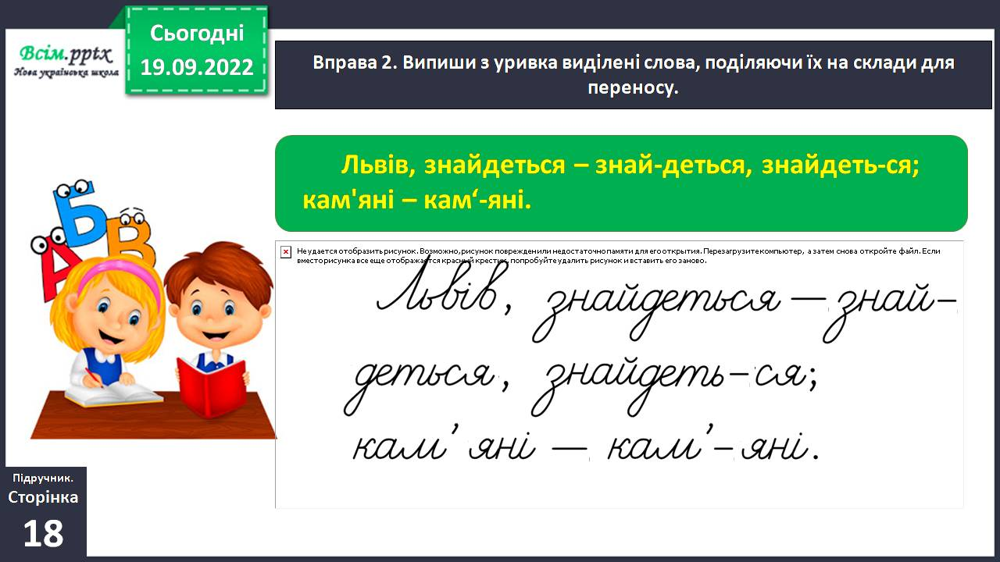 Всім.pptx
Нова українська школа
Сьогодні
19.09.2022
Вправа 2. Випиши з уривка виділені слова, поділяючи їх на склади для
переносу.
Львів, знайдеться – знай-деться, знайдеть-ся;
кам'яні – кам‘-яні.
Не удается отобразить рисунок. Возможно, рисунок поврежден или недостаточно памяти для его открытия. Перезагрузите компьютер, а затем снова откройте файл. Если
вместо рисунка все еще отображается красный крестик, попробуйте удалить рисунок и вставить его заново.
Львів, знайдеться – знай-
деться, знайдеть-ся;
кам’яні – кам’-яні.
А
Б
В
Підручник.
Сторінка
18